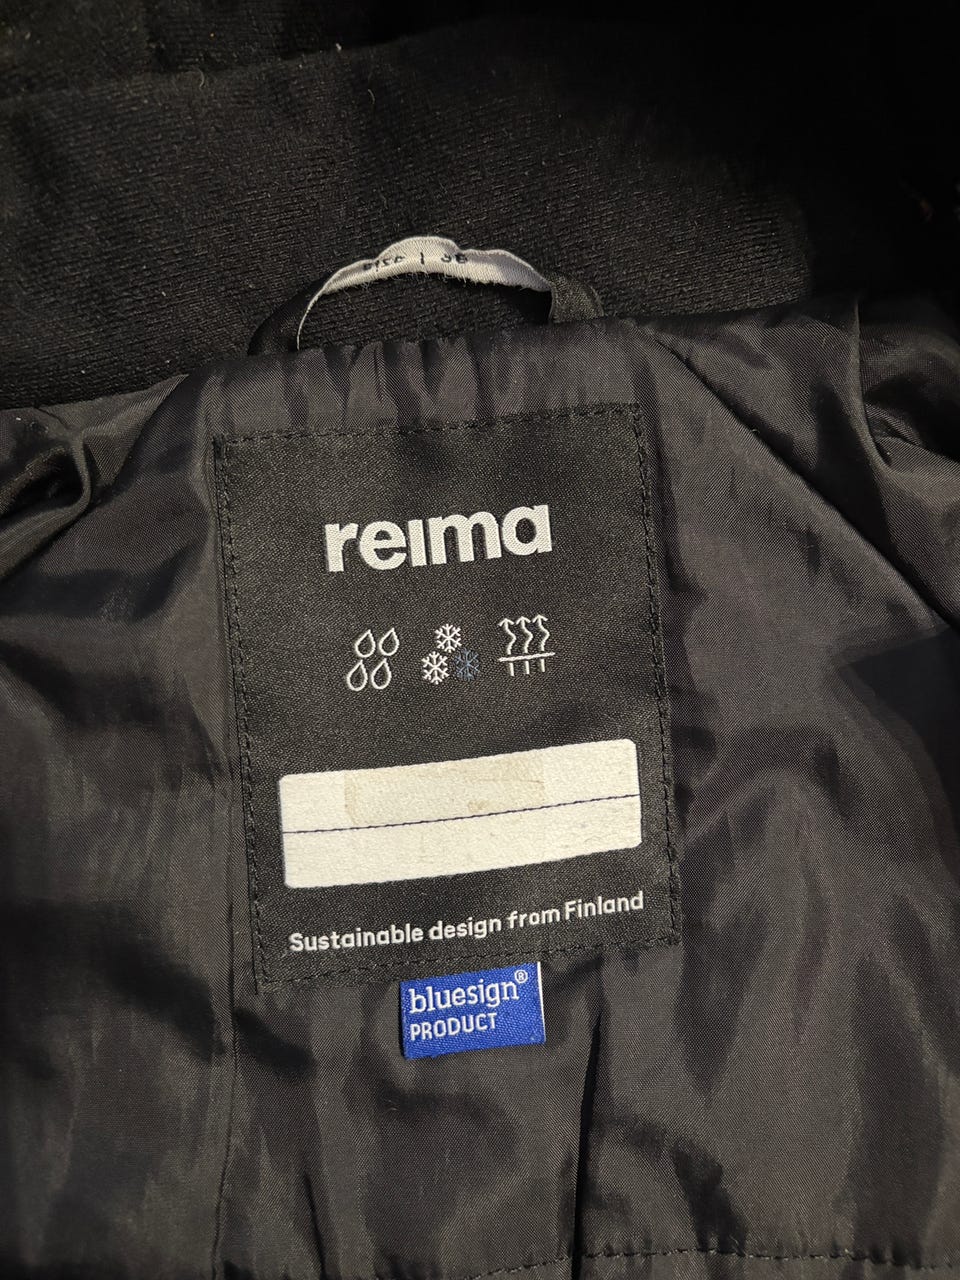 reima
Sustainable design from Finland
bluesign®
PRODUCT